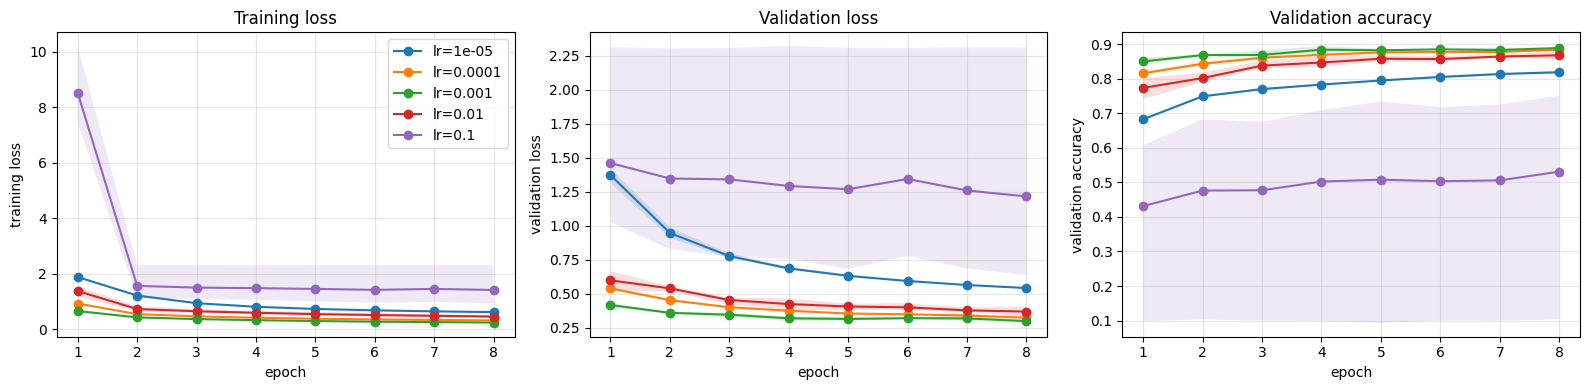 Training loss
training loss
10
8
6
4
2
0
1 2 3 4 5 6 7 8
epoch
lr=1e-05
lr=0.0001
lr=0.001
lr=0.01
lr=0.1
Validation loss
validation loss
2.25
2.00
1.75
1.50
1.25
1.00
0.75
0.50
0.25
1 2 3 4 5 6 7 8
epoch
Validation accuracy
validation accuracy
0.9
0.8
0.7
0.6
0.5
0.4
0.3
0.2
0.1
1 2 3 4 5 6 7 8
epoch